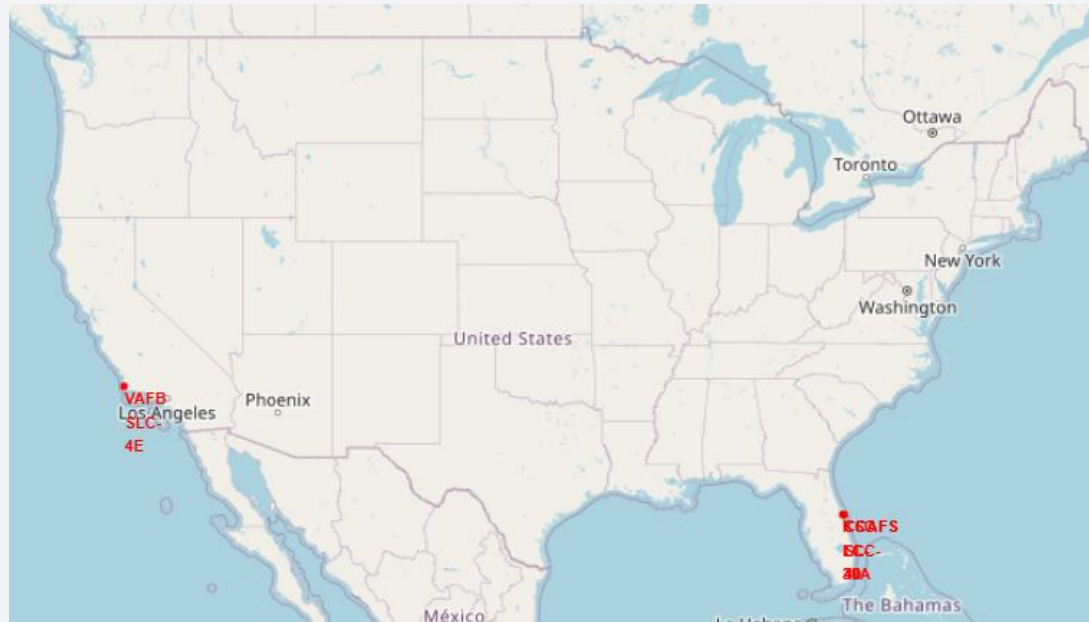 Ottawa
Toronto
New York
Washington
United States
VAFB
Los Angeles
SLC-
4E
Phoenix
The Bahamas
México